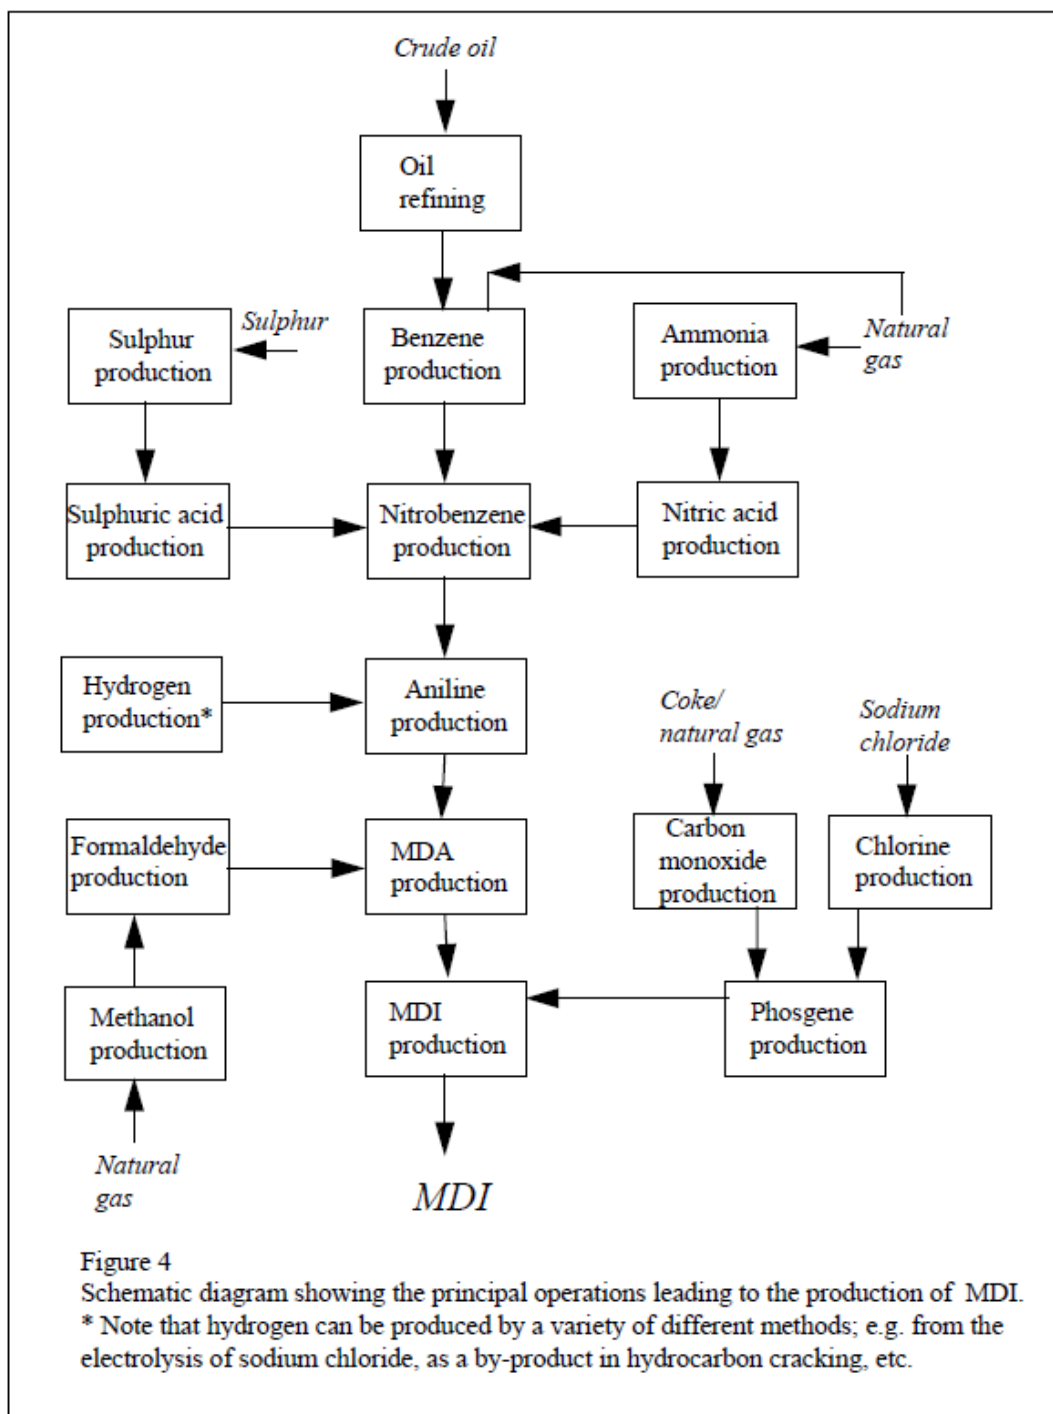 Crude oil
Oil
refining
Sulphur
production
Sulphur
Benzene
production
Ammonia
production
Natural
gas
Sulphuric acid
production
Nitrobenzene
production
Nitric acid
production
Hydrogen
production*
Aniline
production
Coke/
natural gas
Sodium
chloride
Formaldehyde
production
MDA
production
Carbon
monoxide
production
Chlorine
production
Methanol
production
MDI
production
Phosgene
production
Natural
gas
MDI
Figure 4
Schematic diagram showing the principal operations leading to the production of MDI.
* Note that hydrogen can be produced by a variety of different methods; e.g. from the
electrolysis of sodium chloride, as a by-product in hydrocarbon cracking, etc.